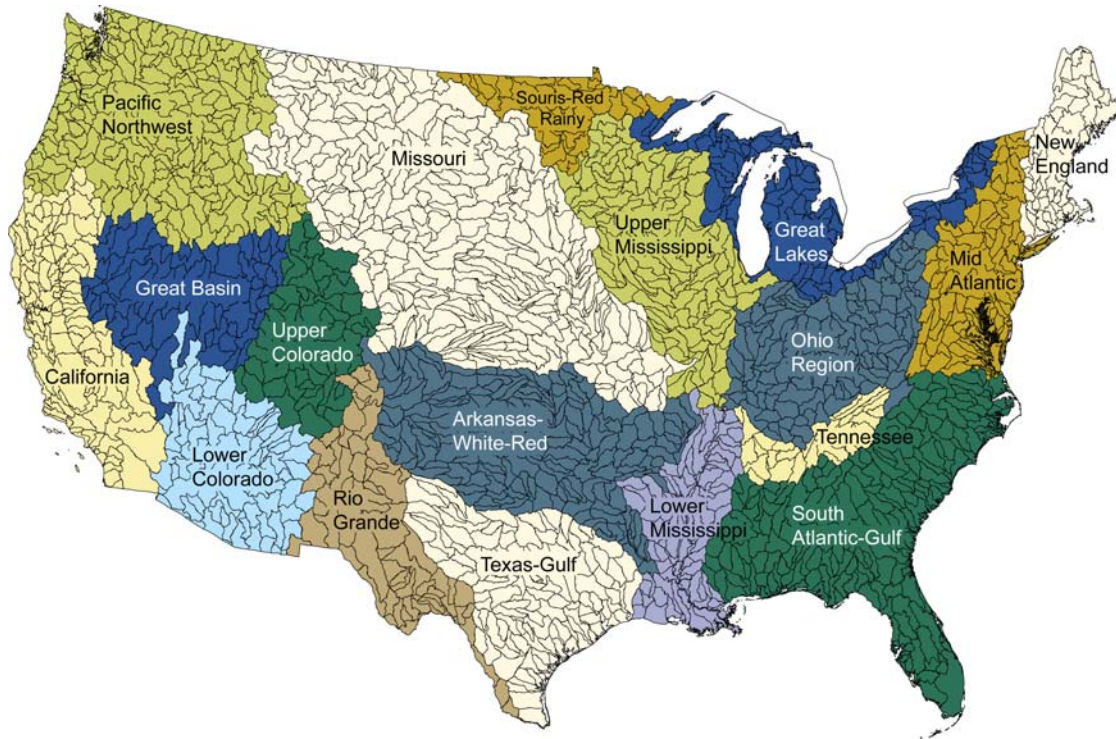 Pacific
Northwest
Missouri
Souris-Red
Rainy
New
England
Upper
Mississippi
Great
Lakes
Mid
Atlantic
Great Basin
Upper
Colorado
Ohio
Region
California
Arkansas-
White-Red
Tennessee
Lower
Colorado
Rio
Grande
Lower
Mississippi
South
Atlantic-Gulf
Texas-Gulf